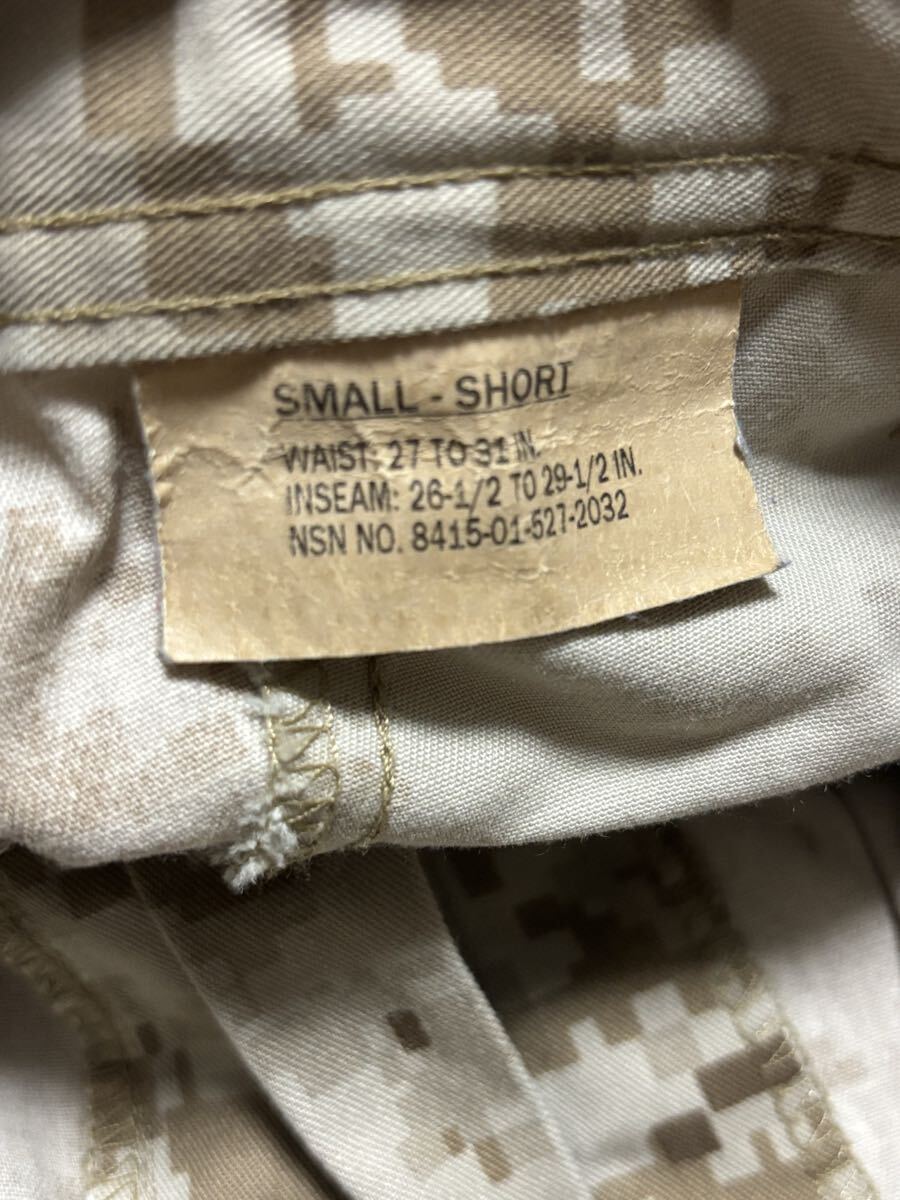 SMALL - SHORT
WAIST: 27 TO 31 IN.
INSEAM: 26-1/2 TO 29-1/2 IN.
NSN NO. 8415-01-527-2032